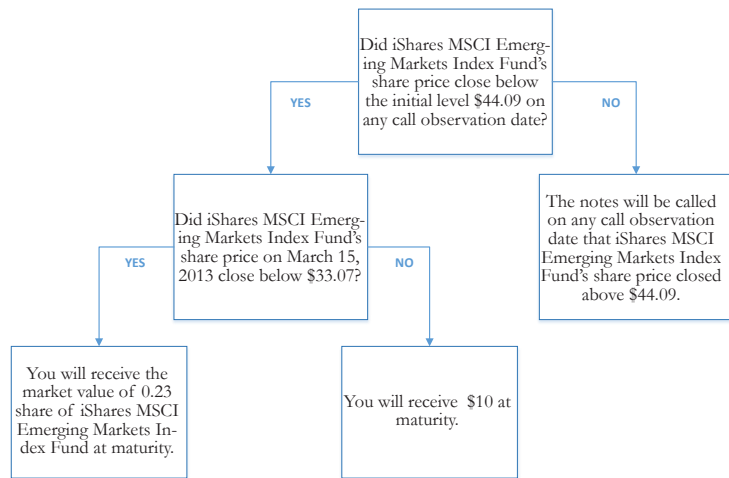 Did iShares MSCI Emerg-
ing Markets Index Fund's
share price close below
the initial level $44.09 on
any call observation date?
YES
NO
Did iShares MSCI Emerg-
ing Markets Index Fund's
share price on March 15,
2013 close below $33.07?
The notes will be called
on any call observation
date that iShares MSCI
Emerging Markets Index
Fund's share price closed
above $44.09.
YES
NO
You will receive the
market value of 0.23
share of iShares MSCI
Emerging Markets In-
dex Fund at maturity.
You will receive $10 at
maturity.